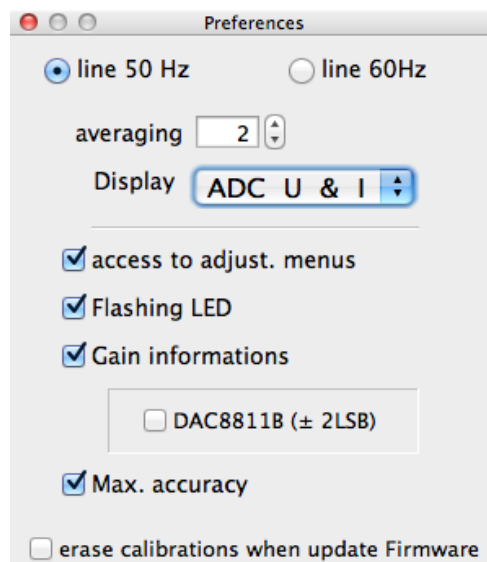 Preferences
line 50 Hz line 60Hz
averaging 2
Display ADC U & I
access to adjust. menus
Flashing LED
Gain informations
DAC8811B (± 2LSB)
Max. accuracy
erase calibrations when update Firmware